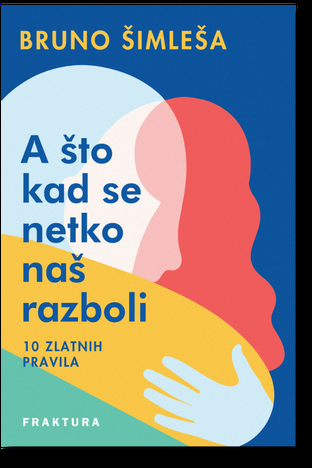 BRUNO ŠIMLEŠA
A što
kad se
netko
naš
razboli
10 ZLATNIH
PRAVILA
FRAKTURA